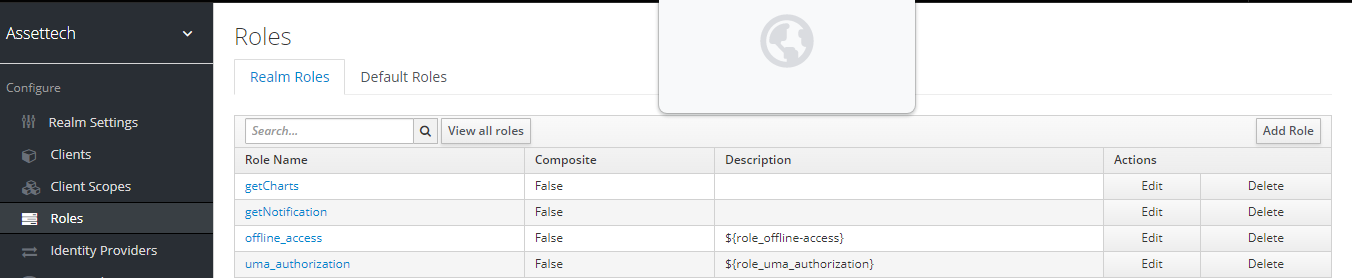 Assettech
Roles
Realm Roles Default Roles
Configure
Realm Settings
Clients
Client Scopes
Roles
Identity Providers
Search... View all roles Add Role
Role Name Composite Description Actions
getCharts False Edit Delete
getNotification False Edit Delete
offline_access False ${role_offline-access} Edit Delete
uma_authorization False ${role_uma_authorization} Edit Delete